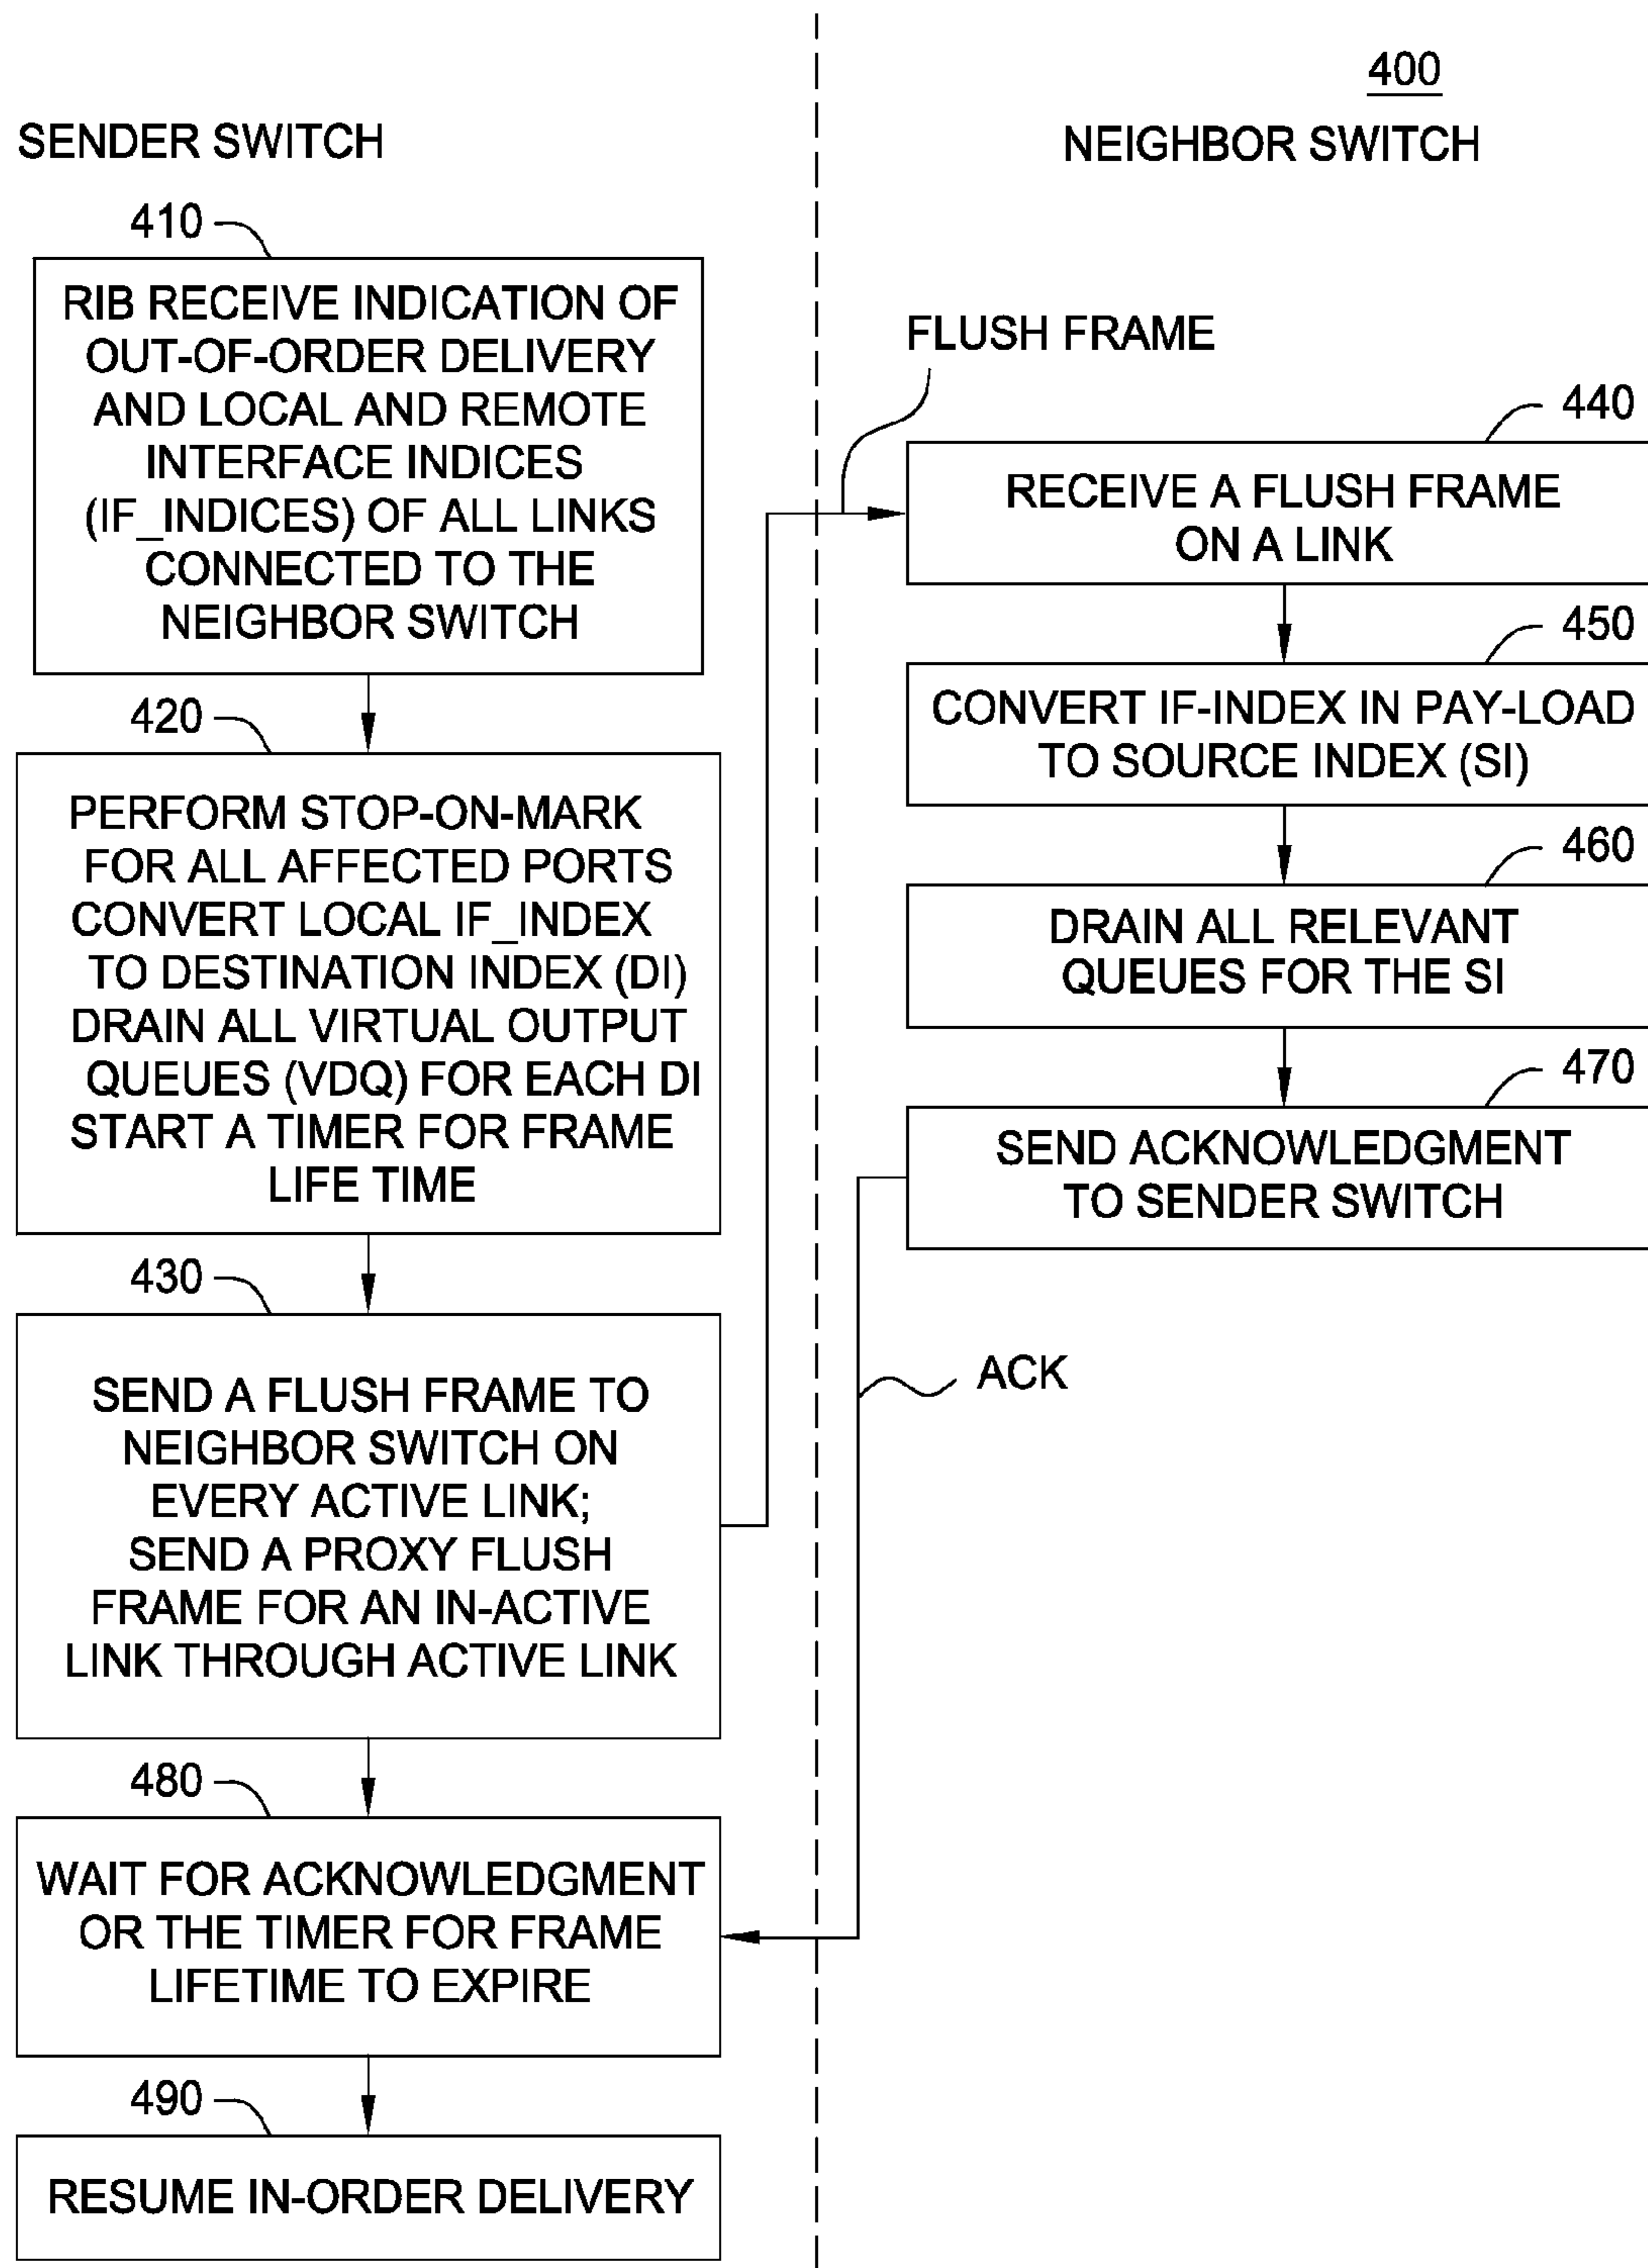 400
SENDER SWITCH
NEIGHBOR SWITCH
410
RIB RECEIVE INDICATION OF
OUT-OF-ORDER DELIVERY
AND LOCAL AND REMOTE
INTERFACE INDICES
(IF_INDICES) OF ALL LINKS
CONNECTED TO THE
NEIGHBOR SWITCH
420
PERFORM STOP-ON-MARK
FOR ALL AFFECTED PORTS
CONVERT LOCAL IF_INDEX
TO DESTINATION INDEX (DI)
DRAIN ALL VIRTUAL OUTPUT
QUEUES (VDQ) FOR EACH DI
START A TIMER FOR FRAME
LIFE TIME
430
SEND A FLUSH FRAME TO
NEIGHBOR SWITCH ON
EVERY ACTIVE LINK;
SEND A PROXY FLUSH
FRAME FOR AN IN-ACTIVE
LINK THROUGH ACTIVE LINK
FLUSH FRAME
440
RECEIVE A FLUSH FRAME
ON A LINK
450
CONVERT IF-INDEX IN PAY-LOAD
TO SOURCE INDEX (SI)
460
DRAIN ALL RELEVANT
QUEUES FOR THE SI
470
SEND ACKNOWLEDGMENT
TO SENDER SWITCH
ACK
480
WAIT FOR ACKNOWLEDGMENT
OR THE TIMER FOR FRAME
LIFETIME TO EXPIRE
490
RESUME IN-ORDER DELIVERY